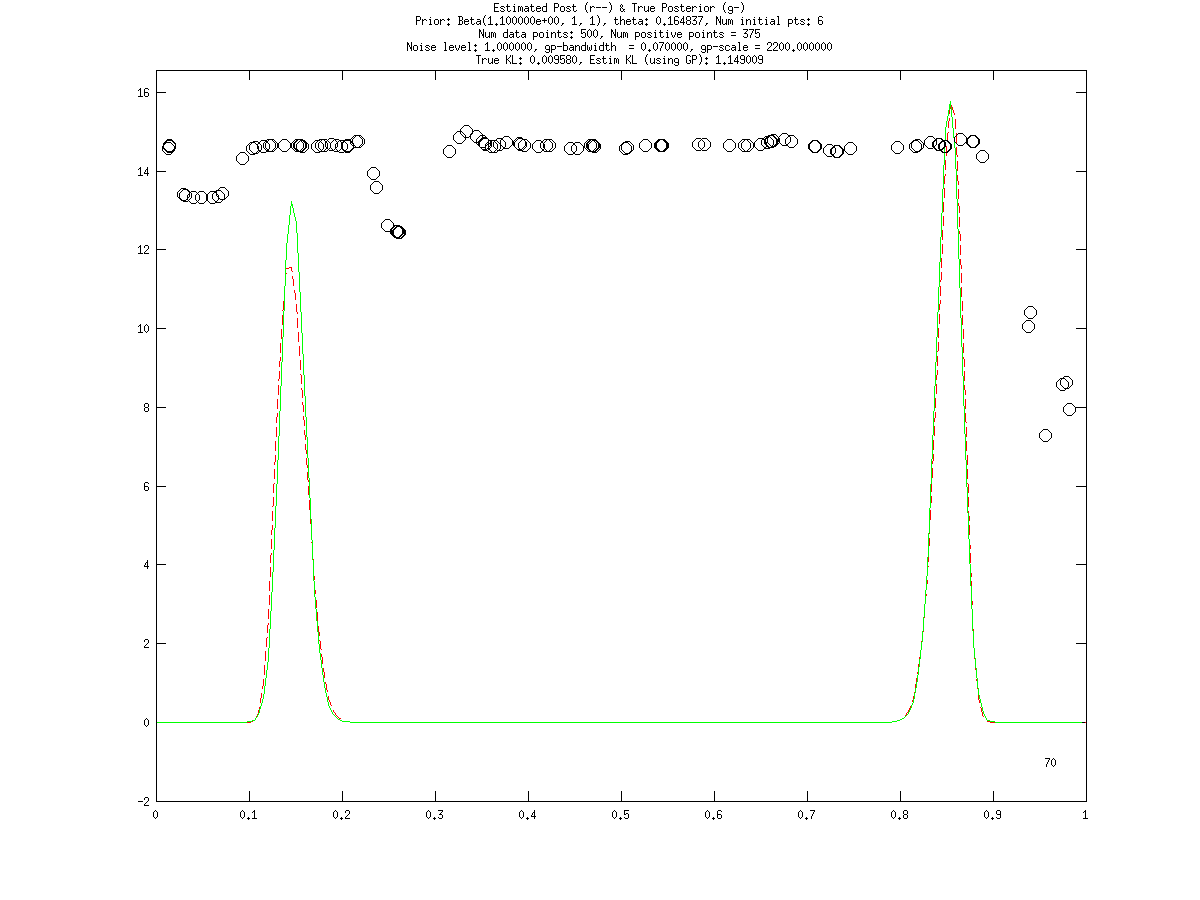 Estimated Post (r--) & True Posterior (g-)
Prior: Beta(1.100000e+00, 1, 1), theta: 0.164837, Num initial pts: 6
Num data points: 500, Num positive points = 375
Noise level: 1.000000, gp-bandwidth  = 0.070000, gp-scale = 2200.000000
True KL: 0.009580, Estim KL (using GP): 1.149009
16
14
12
10
8
6
4
2
0
70
-2
0 0.1 0.2 0.3 0.4 0.5 0.6 0.7 0.8 0.9 1